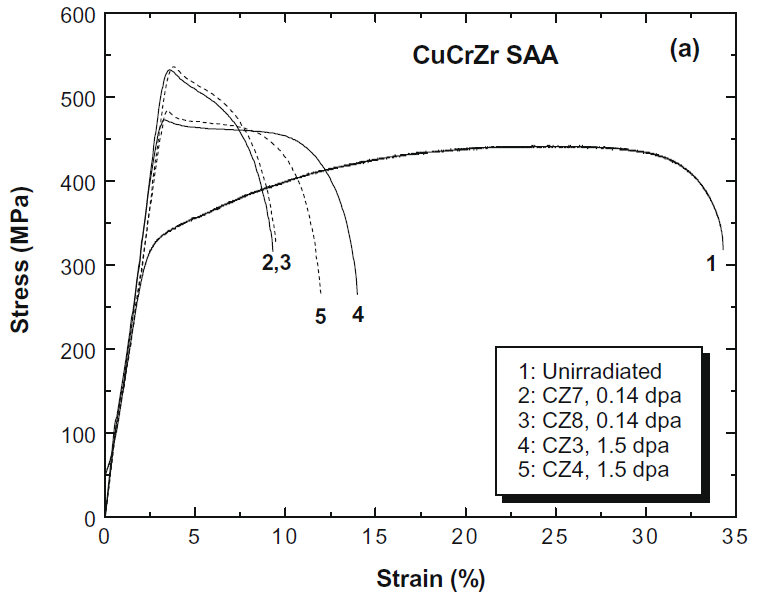 600
CuCrZr SAA
(a)
500
400
300
200
100
0
Stress (MPa)
2,3
5
4
1
1: Unirradiated
2: CZ7, 0.14 dpa
3: CZ8, 0.14 dpa
4: CZ3, 1.5 dpa
5: CZ4, 1.5 dpa
0 5 10 15 20 25 30 35
Strain (%)